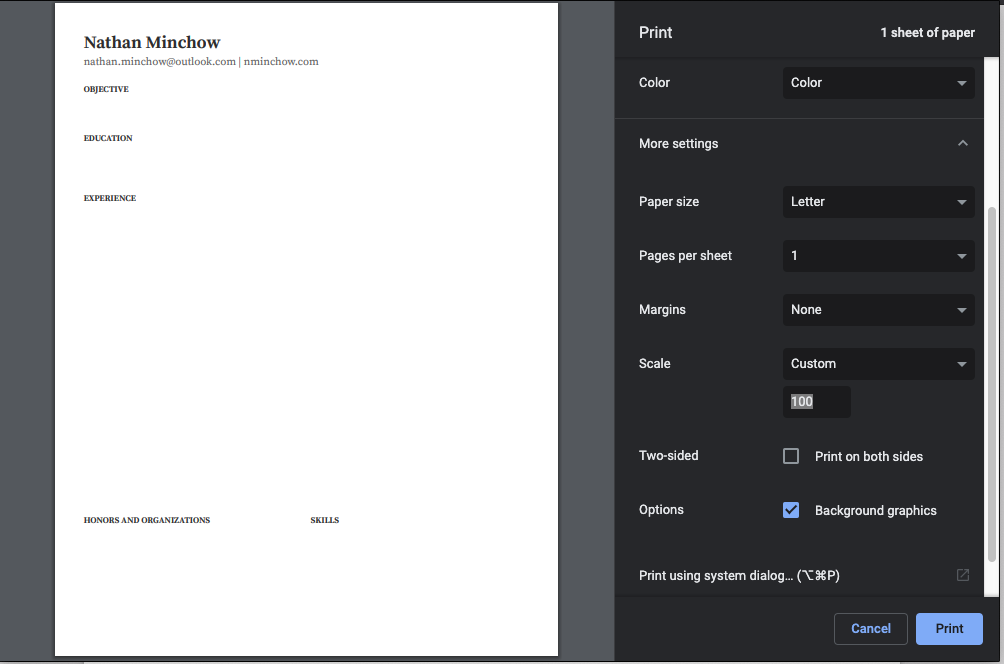 Nathan Minchow
nathan.minchow@outlook.com | nminchow.com
OBJECTIVE
EDUCATION
EXPERIENCE
HONORS AND ORGANIZATIONS
SKILLS
Print
1 sheet of paper
Color
Color
More settings
Paper size
Letter
Pages per sheet
1
Margins
None
Scale
Custom
100
Two-sided
Print on both sides
Options
Background graphics
Print using system dialog... (⌥⌘P)
Cancel
Print